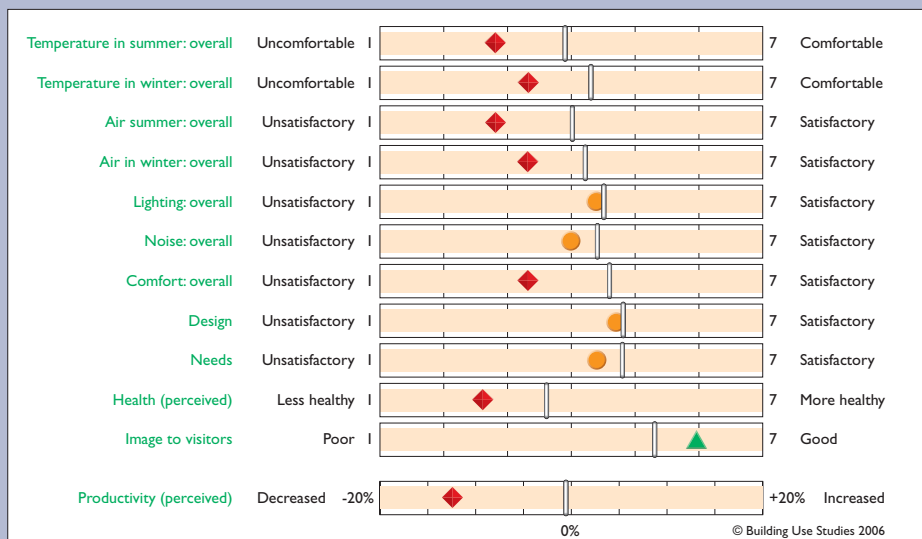 Temperature in summer: overall Uncomfortable 1 7 Comfortable
Temperature in winter: overall Uncomfortable 1 7 Comfortable
Air summer: overall Unsatisfactory 1 7 Satisfactory
Air in winter: overall Unsatisfactory 1 7 Satisfactory
Lighting: overall Unsatisfactory 1 7 Satisfactory
Noise: overall Unsatisfactory 1 7 Satisfactory
Comfort: overall Unsatisfactory 1 7 Satisfactory
Design Unsatisfactory 1 7 Satisfactory
Needs Unsatisfactory 1 7 Satisfactory
Health (perceived) Less healthy 1 7 More healthy
Image to visitors Poor 1 7 Good
Productivity (perceived) Decreased -20% +20% Increased
0% © Building Use Studies 2006